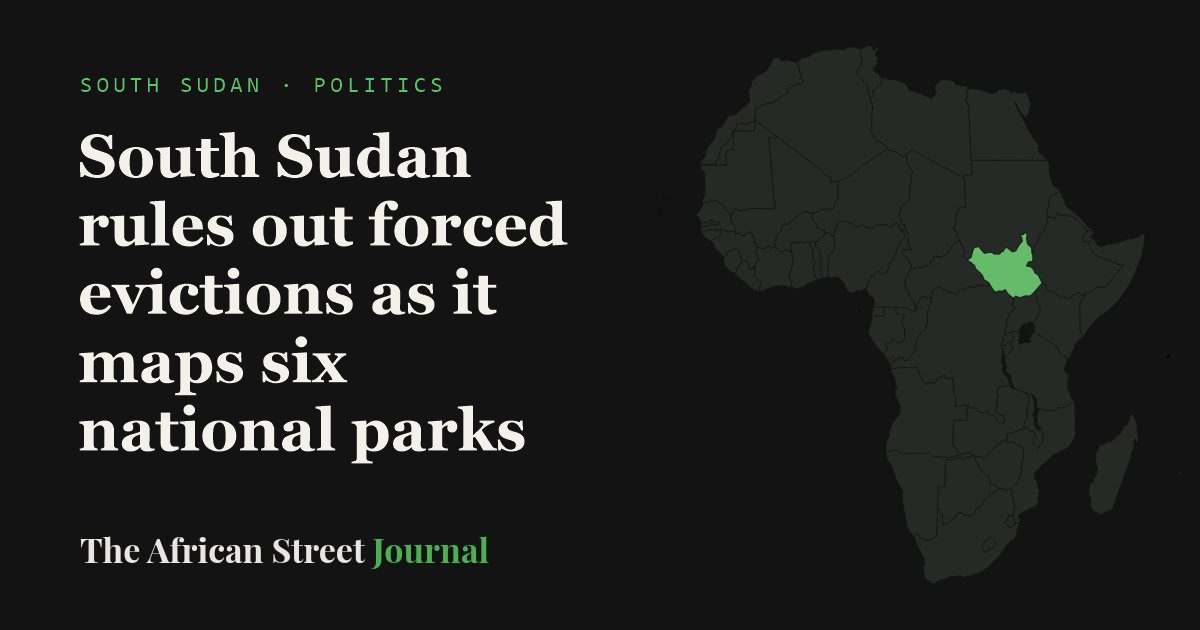 SOUTH SUDAN · POLITICS
South Sudan
rules out forced
evictions as it
maps six
national parks
The African Street Journal